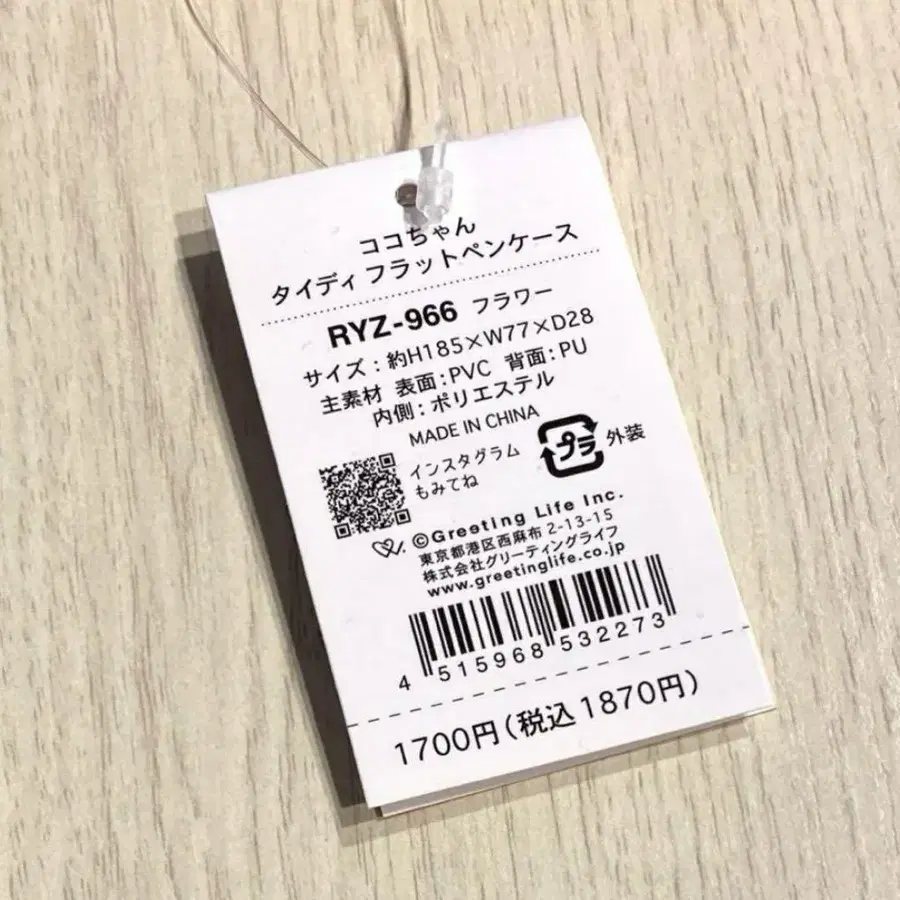 ココちゃん
タイディ フラットペンケース
RYZ-966 フラワー
サイズ：約H185×W77×D28
主素材 表面：PVC 背面：PU
内側：ポリエステル
MADE IN CHINA
インスタグラム
もみてね
プラ 外装
©Greeting Life Inc.
東京都港区西麻布 2-13-15
株式会社グリーティングライフ
www.greetinglife.co.jp
4 515968 532273
1700円(税込1870円)